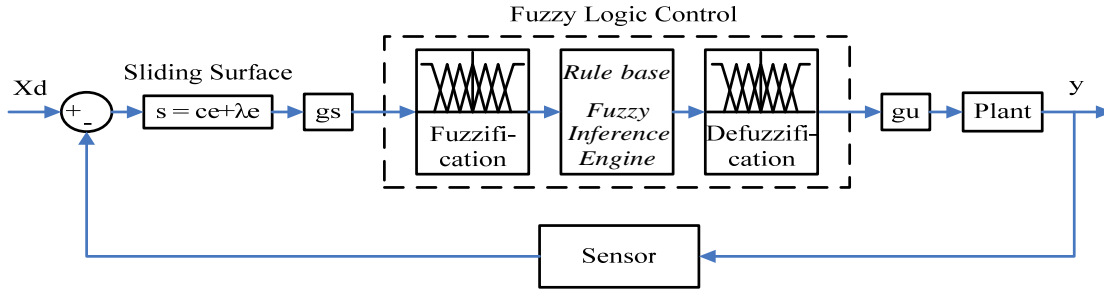 Fuzzy Logic Control
Xd
Sliding Surface
+
-
s = ce+λe
gs
Fuzzifi-
cation
Rule base
Fuzzy
Inference
Engine
Defuzzifi-
cation
gu
Plant
y
Sensor